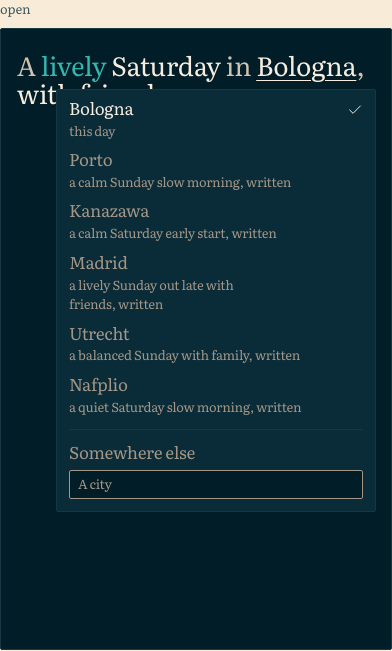 open
A lively Saturday in Bologna,
with friend
Bologna
this day
Porto
a calm Sunday slow morning, written
Kanazawa
a calm Saturday early start, written
Madrid
a lively Sunday out late with
friends, written
Utrecht
a balanced Sunday with family, written
Nafplio
a quiet Saturday slow morning, written
Somewhere else
A city